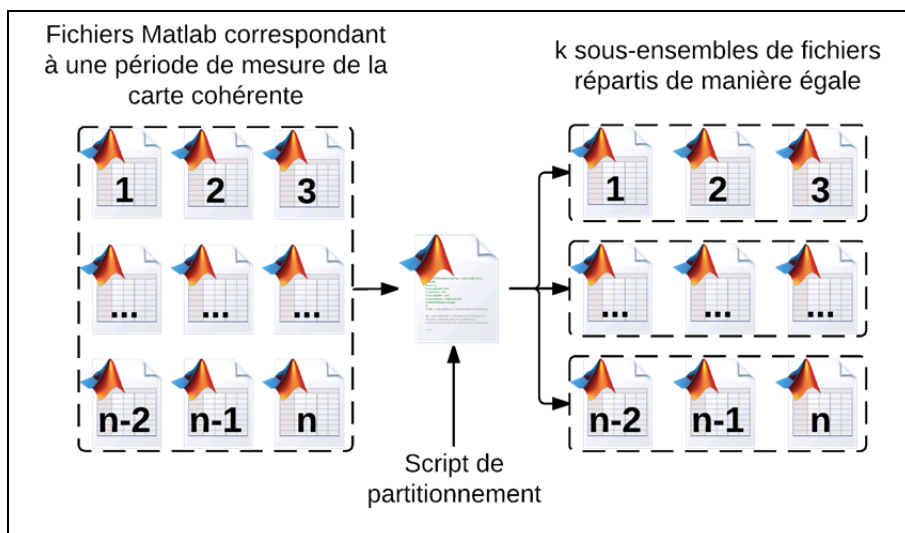 Fichiers Matlab correspondant
à une période de mesure de la
carte cohérente
k sous-ensembles de fichiers
répartis de manière égale
1 2 3
... ... ...
n-2 n-1 n
Script de
partitionnement
1 2 3
... ... ...
n-2 n-1 n